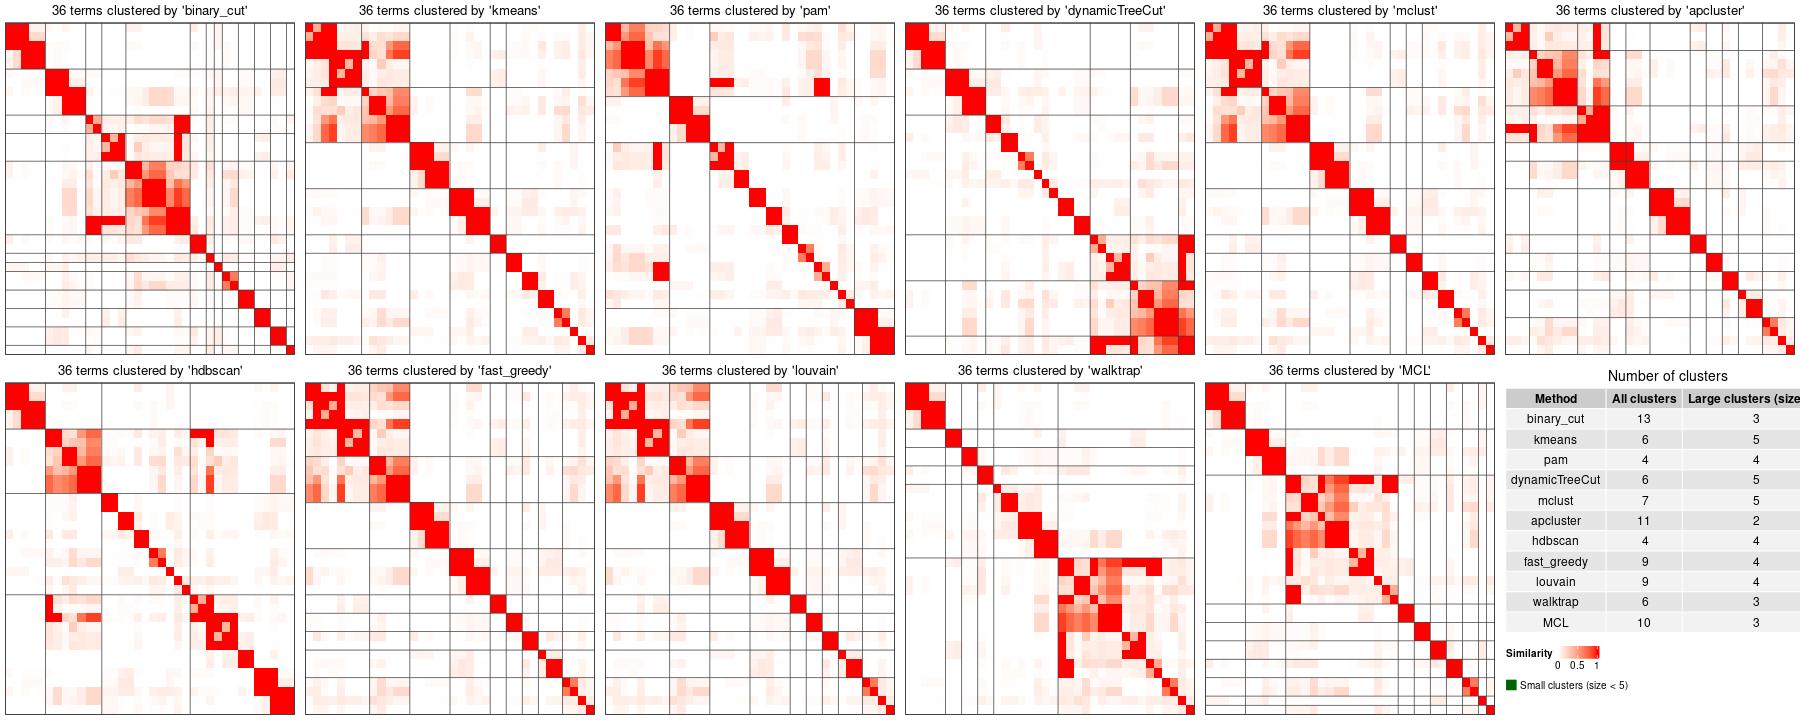 36 terms clustered by 'binary_cut'
36 terms clustered by 'kmeans'
36 terms clustered by 'pam'
36 terms clustered by 'dynamicTreeCut'
36 terms clustered by 'mclust'
36 terms clustered by 'apcluster'
36 terms clustered by 'hdbscan'
36 terms clustered by 'fast_greedy'
36 terms clustered by 'louvain'
36 terms clustered by 'walktrap'
36 terms clustered by 'MCL'
Number of clusters
Method All clusters Large clusters (size
binary_cut 13 3
kmeans 6 5
pam 4 4
dynamicTreeCut 6 5
mclust 7 5
apcluster 11 2
hdbscan 4 4
fast_greedy 9 4
louvain 9 4
walktrap 6 3
MCL 10 3
Similarity
0 0.5 1
Small clusters (size < 5)